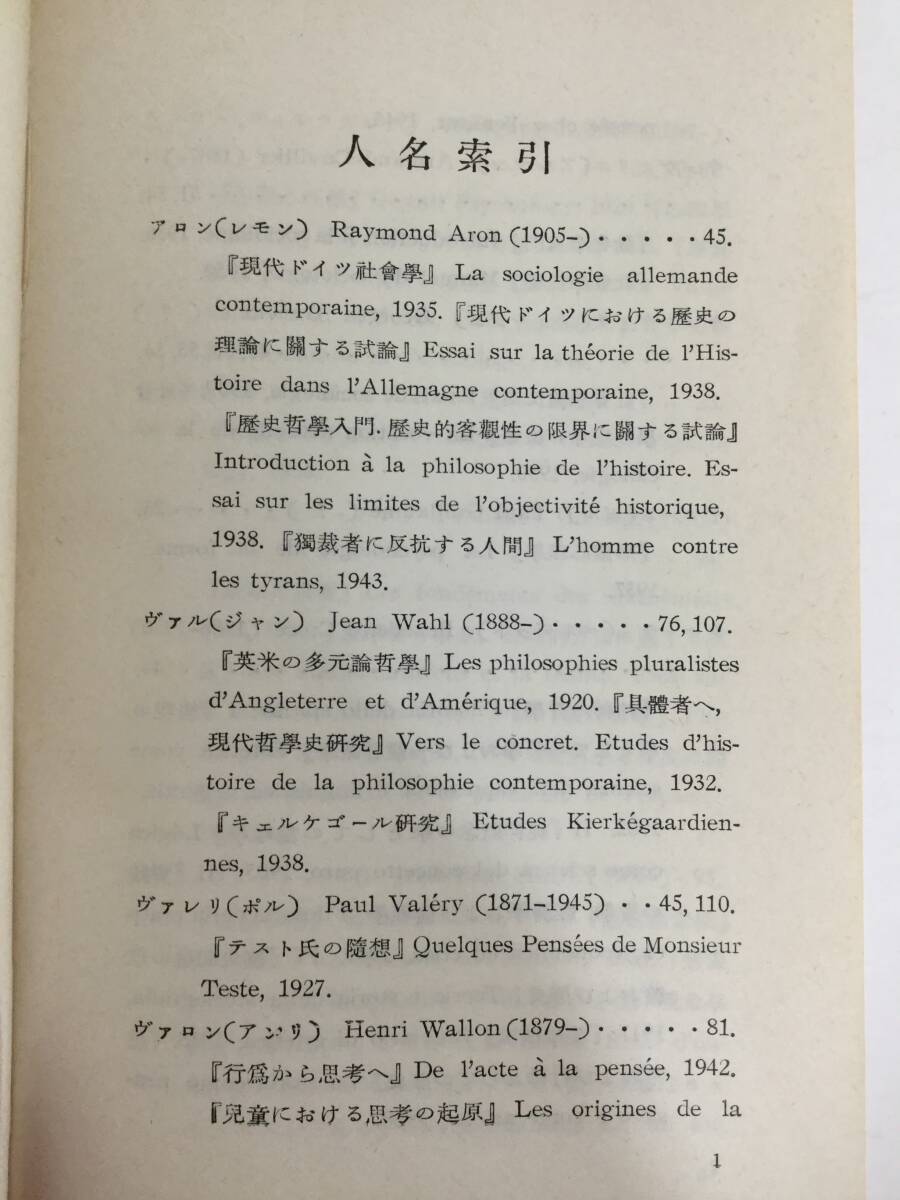 人名索引
アロン(レモン) Raymond Aron (1905–)・・・・・45.
『現代ドイツ社會學』 La sociologie allemande
contemporaine, 1935.『現代ドイツにおける歷史の
理論に關する試論』Essai sur la théorie de l'His-
toire dans l'Allemagne contemporaine, 1938.
『歷史哲學入門. 歷史的客觀性の限界に關する試論』
Introduction à la philosophie de l'histoire. Es-
sai sur les limites de l'objectivité historique,
1938.『獨裁者に反抗する人間』L'homme contre
les tyrans, 1943.
ヴァル(ジャン) Jean Wahl (1888–)・・・・・76, 107.
『英米の多元論哲學』Les philosophies pluralistes
d'Angleterre et d'Amérique, 1920.『具體者へ,
現代哲學史硏究』Vers le concret. Etudes d'his-
toire de la philosophie contemporaine, 1932.
『キェルケゴール硏究』 Etudes Kierkégaardien-
nes, 1938.
ヴァレリ(ポル) Paul Valéry (1871–1945)・・45, 110.
『テスト氏の隨想』Quelques Pensées de Monsieur
Teste, 1927.
ヴァロン(アンリ) Henri Wallon (1879–)・・・・・81.
『行爲から思考へ』De l'acte à la pensée, 1942.
『兒童における思考の起原』Les origines de la
1